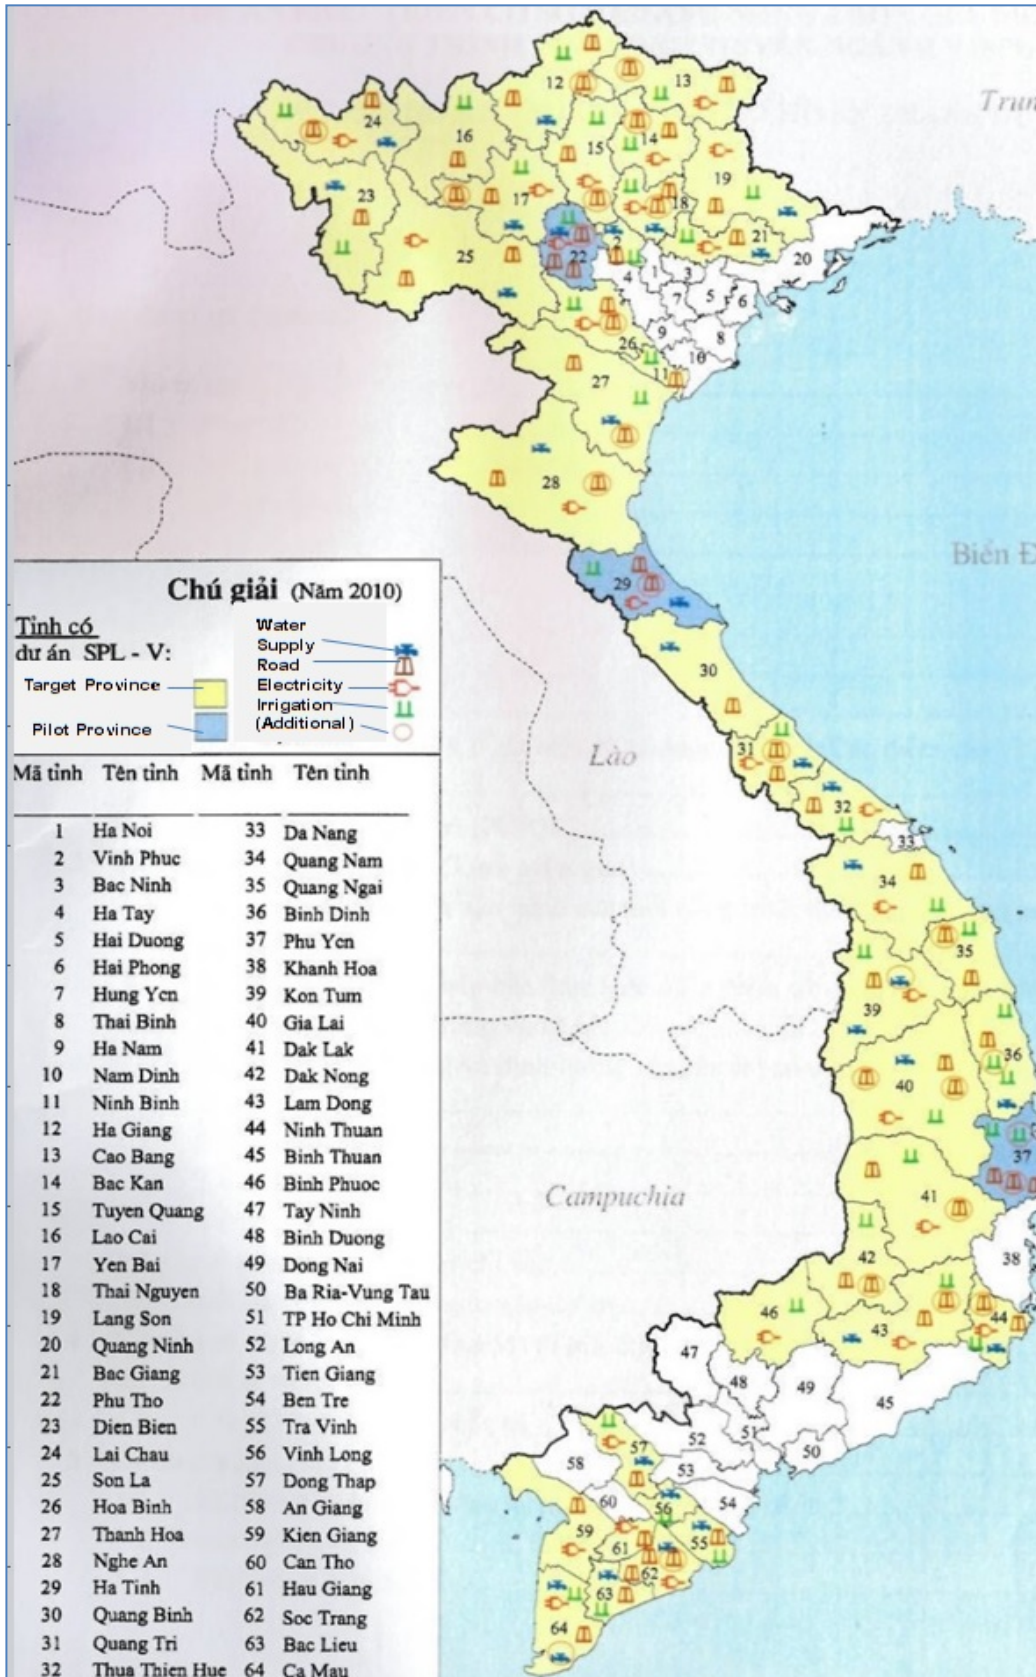 Trun
12
13
24
16
15
14
19
23
17
18
21
20
25
22
2
4
1
3
7
5
6
9
8
26
10
11
27
28
Biển Đ
29
Chú giải (Năm 2010)
Tỉnh có
dư án SPL - V:
Water
Supply
Road
Electricity
Irrigation
(Additional)
Target Province
Pilot Province
30
Lào
31
32
33
34
35
39
36
40
37
Campuchia
41
38
42
46
43
44
47
48
49
45
51
50
52
57
58
53
54
60
56
59
55
61
62
63
64
Mã tỉnh Tên tỉnh Mã tỉnh Tên tỉnh
1 Ha Noi 33 Da Nang
2 Vinh Phuc 34 Quang Nam
3 Bac Ninh 35 Quang Ngai
4 Ha Tay 36 Binh Dinh
5 Hai Duong 37 Phu Yen
6 Hai Phong 38 Khanh Hoa
7 Hung Yen 39 Kon Tum
8 Thai Binh 40 Gia Lai
9 Ha Nam 41 Dak Lak
10 Nam Dinh 42 Dak Nong
11 Ninh Binh 43 Lam Dong
12 Ha Giang 44 Ninh Thuan
13 Cao Bang 45 Binh Thuan
14 Bac Kan 46 Binh Phuoc
15 Tuyen Quang 47 Tay Ninh
16 Lao Cai 48 Binh Duong
17 Yen Bai 49 Dong Nai
18 Thai Nguyen 50 Ba Ria-Vung Tau
19 Lang Son 51 TP Ho Chi Minh
20 Quang Ninh 52 Long An
21 Bac Giang 53 Tien Giang
22 Phu Tho 54 Ben Tre
23 Dien Bien 55 Tra Vinh
24 Lai Chau 56 Vinh Long
25 Son La 57 Dong Thap
26 Hoa Binh 58 An Giang
27 Thanh Hoa 59 Kien Giang
28 Nghe An 60 Can Tho
29 Ha Tinh 61 Hau Giang
30 Quang Binh 62 Soc Trang
31 Quang Tri 63 Bac Lieu
32 Thua Thien Hue 64 Ca Mau